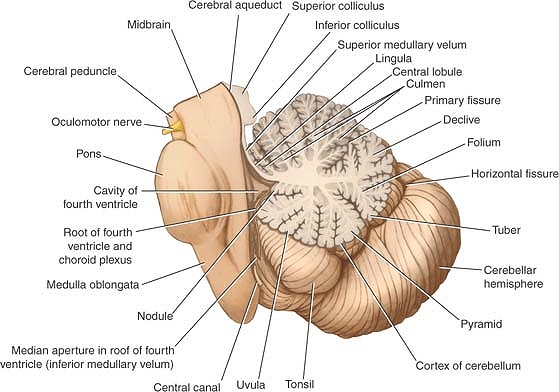 Cerebral aqueduct
Superior colliculus
Midbrain
Inferior colliculus
Superior medullary velum
Lingula
Cerebral peduncle
Central lobule
Culmen
Primary fissure
Oculomotor nerve
Declive
Pons
Folium
Horizontal fissure
Cavity of
fourth ventricle
Root of fourth
ventricle and
choroid plexus
Tuber
Medulla oblongata
Cerebellar
hemisphere
Nodule
Pyramid
Median aperture in roof of fourth
ventricle (inferior medullary velum)
Cortex of cerebellum
Central canal
Uvula
Tonsil